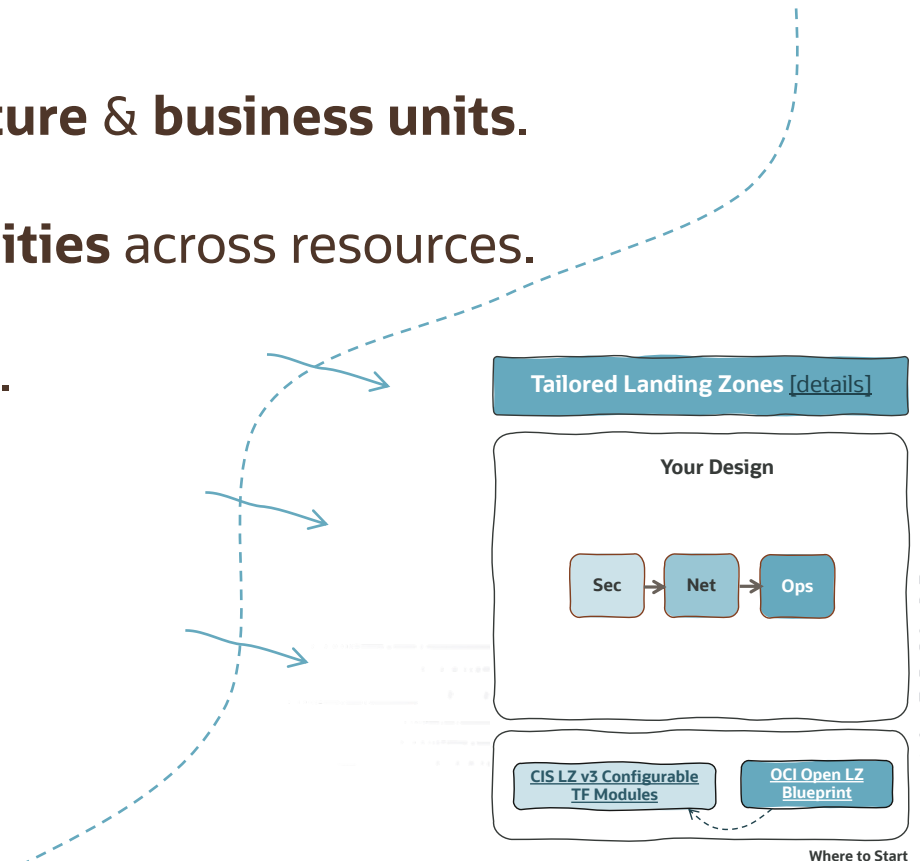 ture & business units.
ities across resources.
.
Tailored Landing Zones [details]
Your Design
Sec
Net
Ops
CIS LZ v3 Configurable
TF Modules
OCI Open LZ
Blueprint
Where to Start